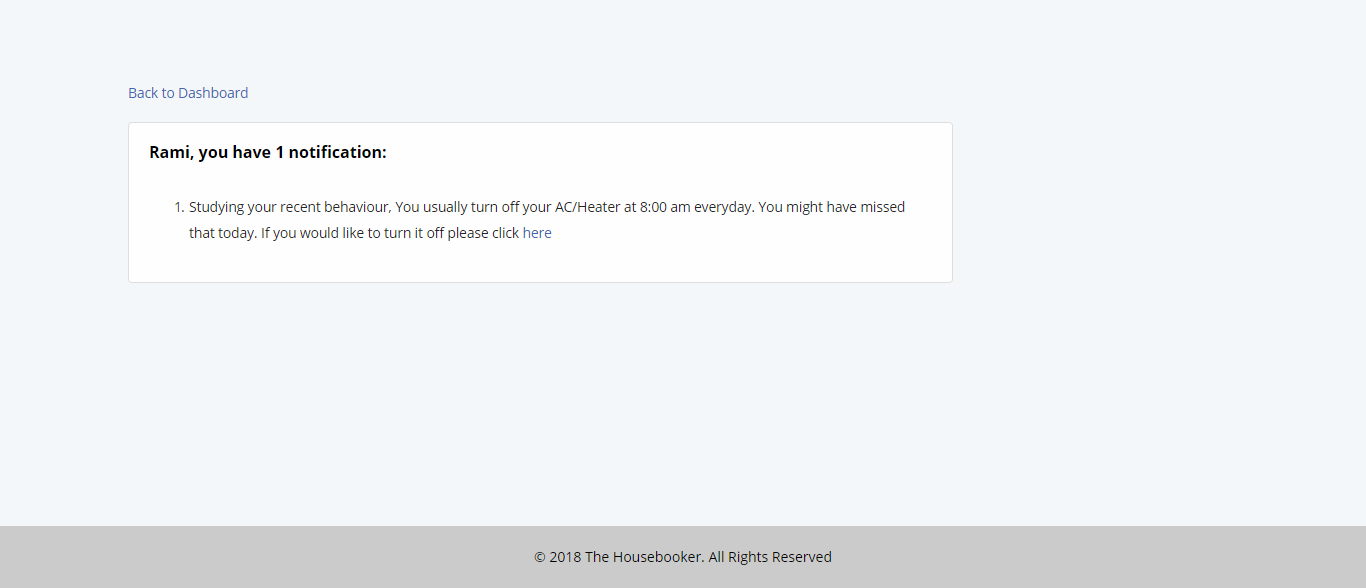 Back to Dashboard
Rami, you have 1 notification:
1. Studying your recent behaviour, You usually turn off your AC/Heater at 8:00 am everyday. You might have missed
that today. If you would like to turn it off please click here
© 2018 The Housebooker. All Rights Reserved